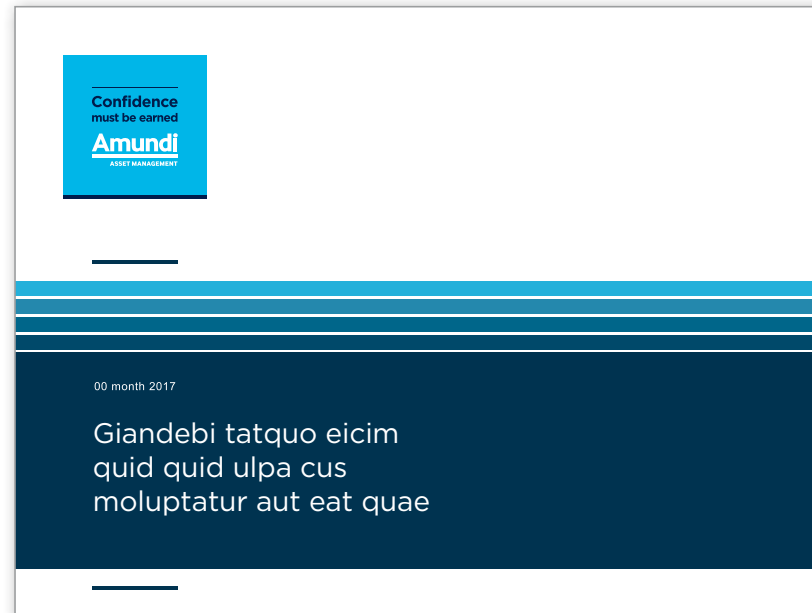 Confidence
must be earned
Amundi
ASSET MANAGEMENT
00 month 2017
Giandebi tatquo eicim
quid quid ulpa cus
moluptatur aut eat quae